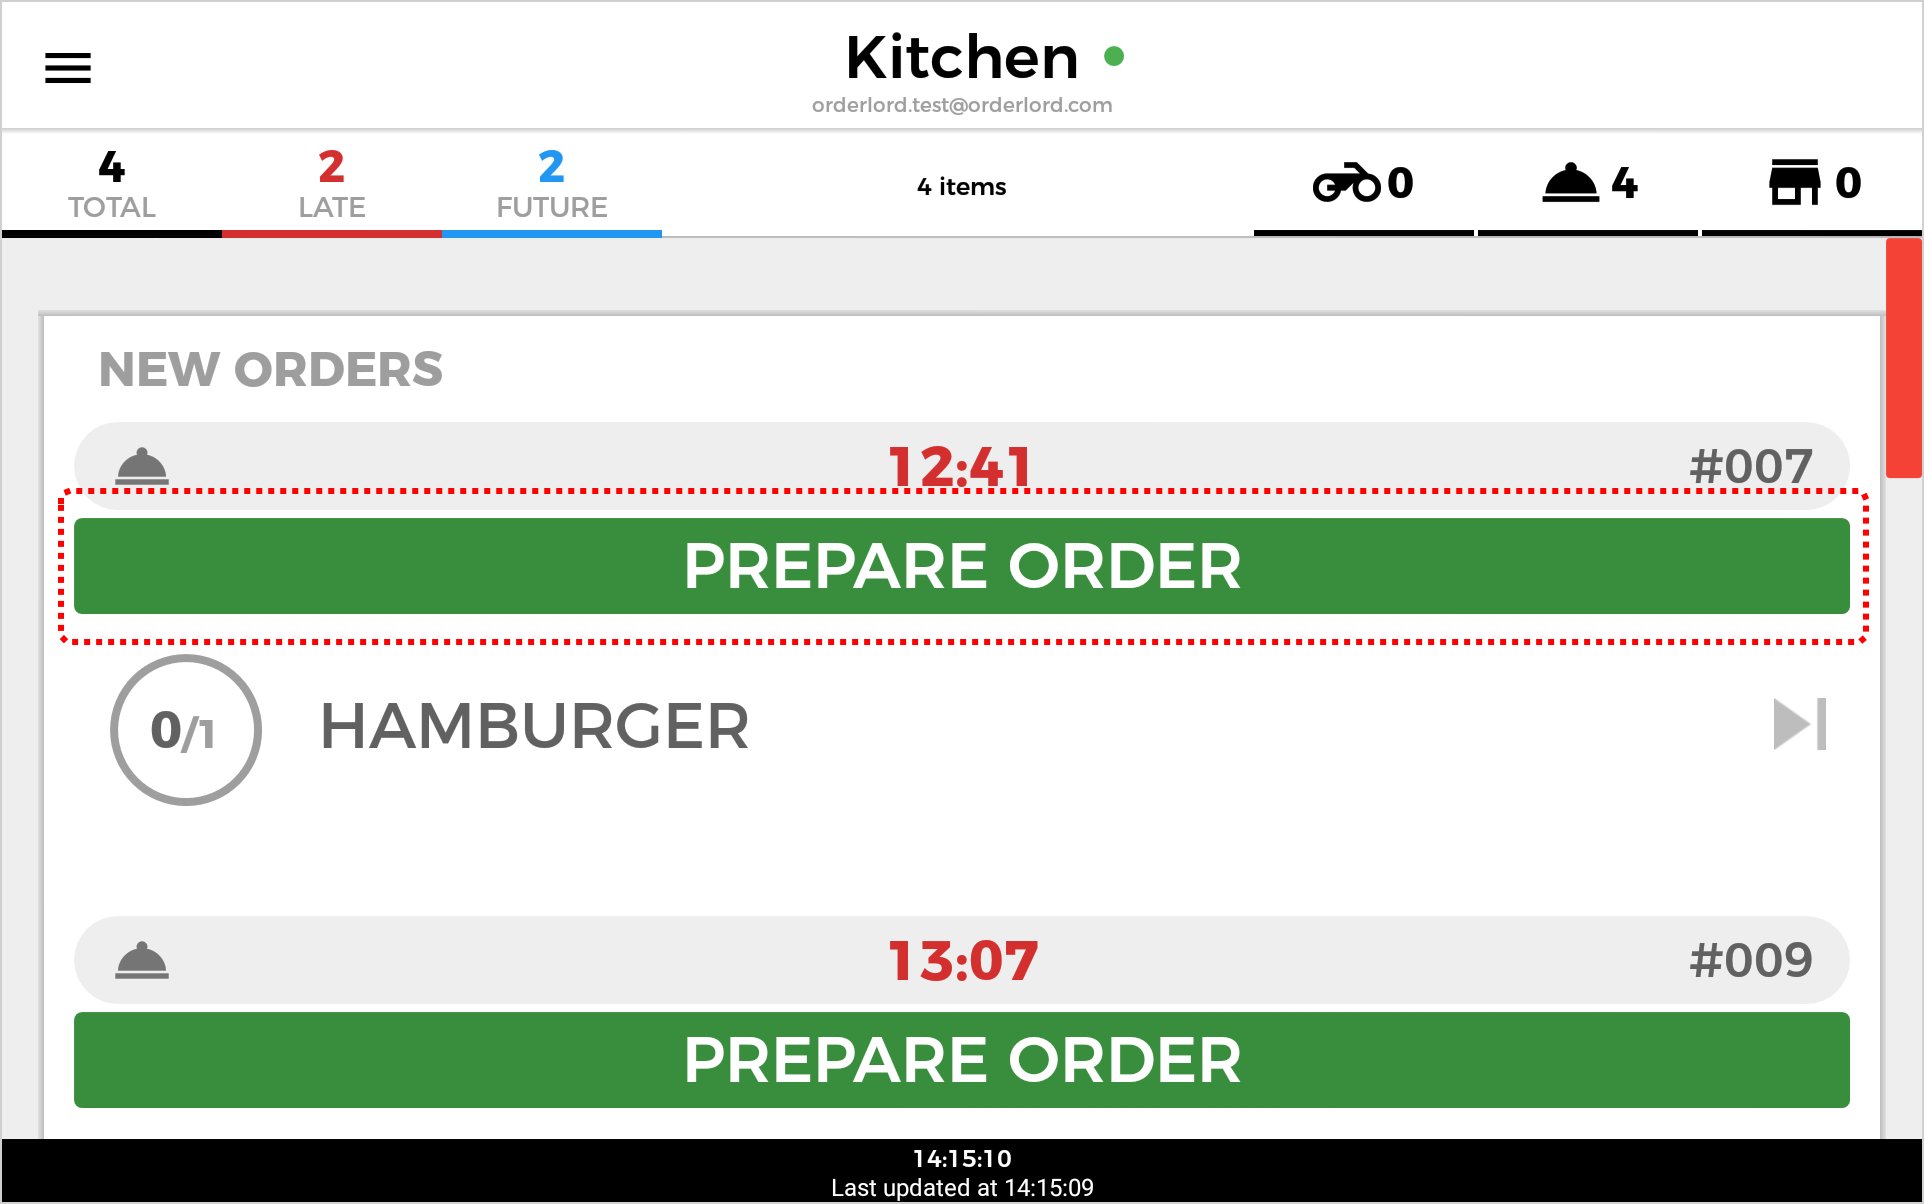 Kitchen
orderlord.test@orderlord.com
4 2 2
TOTAL LATE FUTURE
4 items
0 4 0
NEW ORDERS
12:41 #007
PREPARE ORDER
0/1 HAMBURGER
13:07 #009
PREPARE ORDER
14:15:10
Last updated at 14:15:09